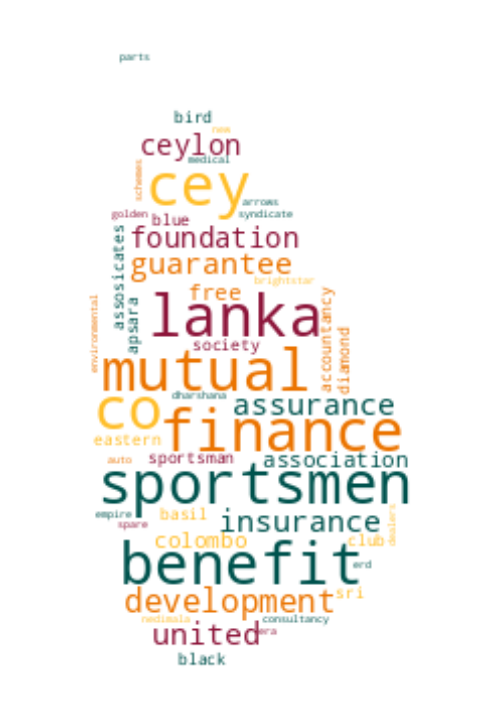 parts
bird
new
ceylon
medical
schemes
cey
arrows
golden
syndicate
blue
assosicates
foundation
guarantee
brightstar
free
environmental
apsara
lanka
accountancy
society
diamond
mutual
dharshana
co
assurance
finance
eastern
auto
sportsman
association
sportsmen
empire
basil
spare
insurance
dealers
colombo
club
benefit
erd
development
sri
nedimala
consultancy
united
era
black